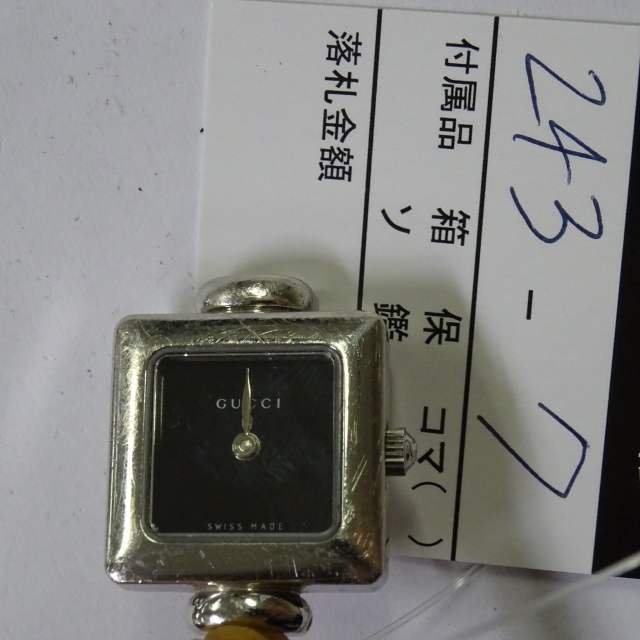 243-7
付属品 箱 保 コマ( )
ソ 鑑
落札金額
GUCCI
SWISS MADE